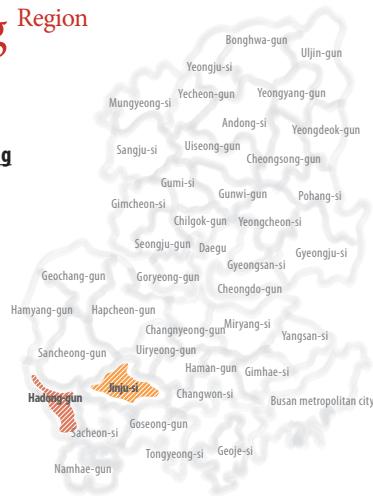 g Region
g
Bonghwa-gun
Uljin-gun
Yeongju-si
Yecheon-gun
Yeongyang-gun
Mungyeong-si
Andong-si
Yeongdeok-gun
Sangju-si
Uiseong-gun
Cheongsong-gun
Gumi-si
Gunwi-gun
Pohang-si
Gimcheon-si
Chilgok-gun
Yeongcheon-si
Seongju-gun
Daegu
Gyeongju-si
Gyeongsan-si
Geochang-gun
Goryeong-gun
Cheongdo-gun
Hamyang-gun
Hapcheon-gun
Changnyeong-gun
Miryang-si
Yangsan-si
Sancheong-gun
Uiryeong-gun
Haman-gun
Gimhae-si
Jinju-si
Hadong-gun
Changwon-si
Busan metropolitan city
Sacheon-si
Goseong-gun
Tongyeong-si
Geoje-si
Namhae-gun